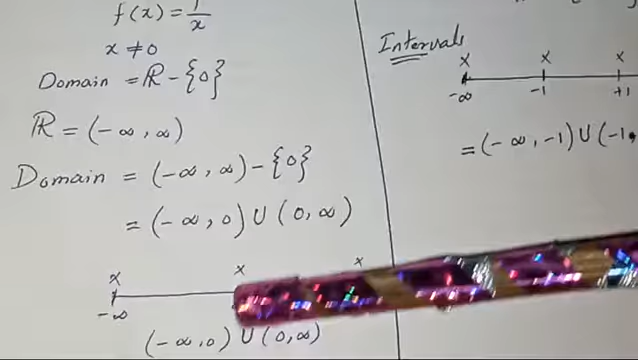 f(x) = 1/x
x ≠ 0
Domain = ℝ - {0}
ℝ = (-∞, ∞)
Domain = (-∞, ∞) - {0}
= (-∞, 0) U (0, ∞)
x x x
-∞
(-∞, 0) U (0, ∞)
Intervals
x x x
-∞ -1 +1
= (-∞, -1) U (-1,